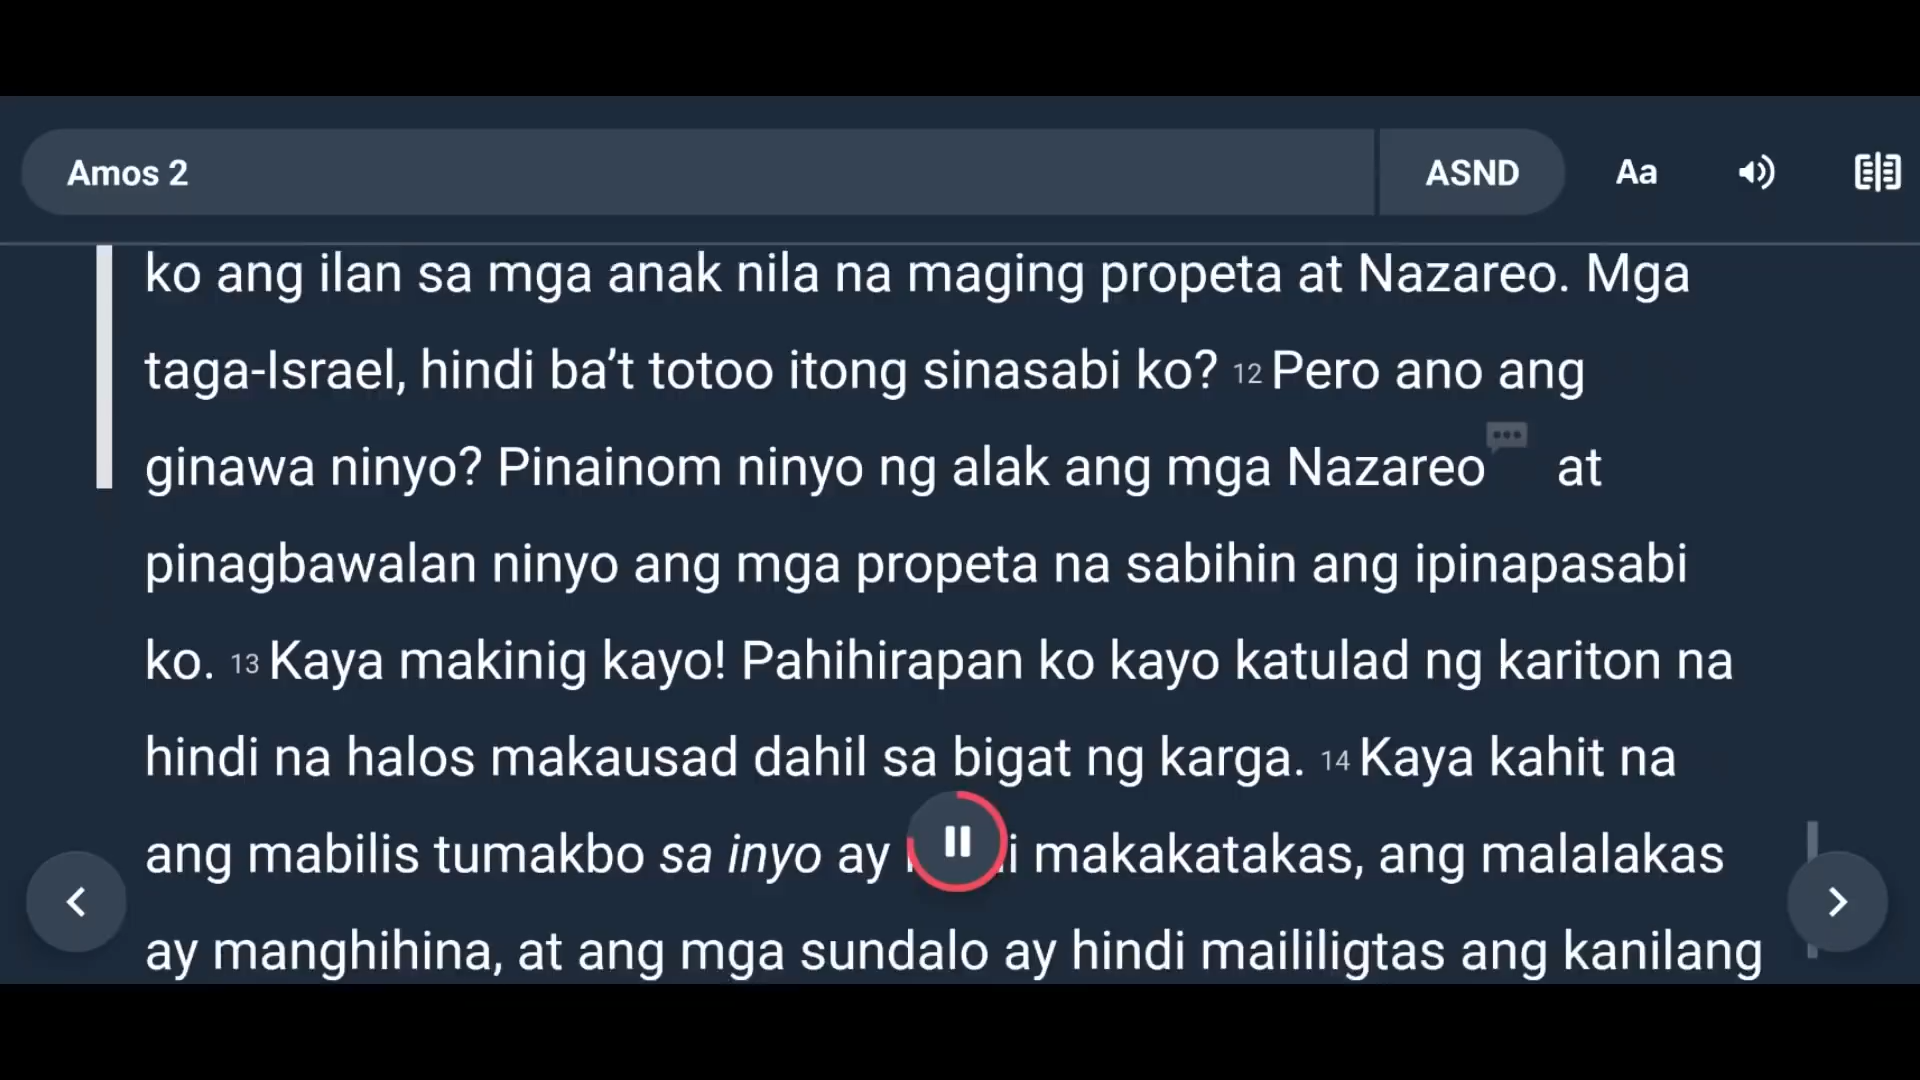 Amos 2
ASND
Aa
ko ang ilan sa mga anak nila na maging propeta at Nazareo. Mga
taga-Israel, hindi ba’t totoo itong sinasabi ko? 12 Pero ano ang
ginawa ninyo? Pinainom ninyo ng alak ang mga Nazareo at
pinagbawalan ninyo ang mga propeta na sabihin ang ipinapasabi
ko. 13 Kaya makinig kayo! Pahihirapan ko kayo katulad ng kariton na
hindi na halos makausad dahil sa bigat ng karga. 14 Kaya kahit na
ang mabilis tumakbo sa inyo ay makakatakas, ang malalakas
ay manghihina, at ang mga sundalo ay hindi maililigtas ang kanilang